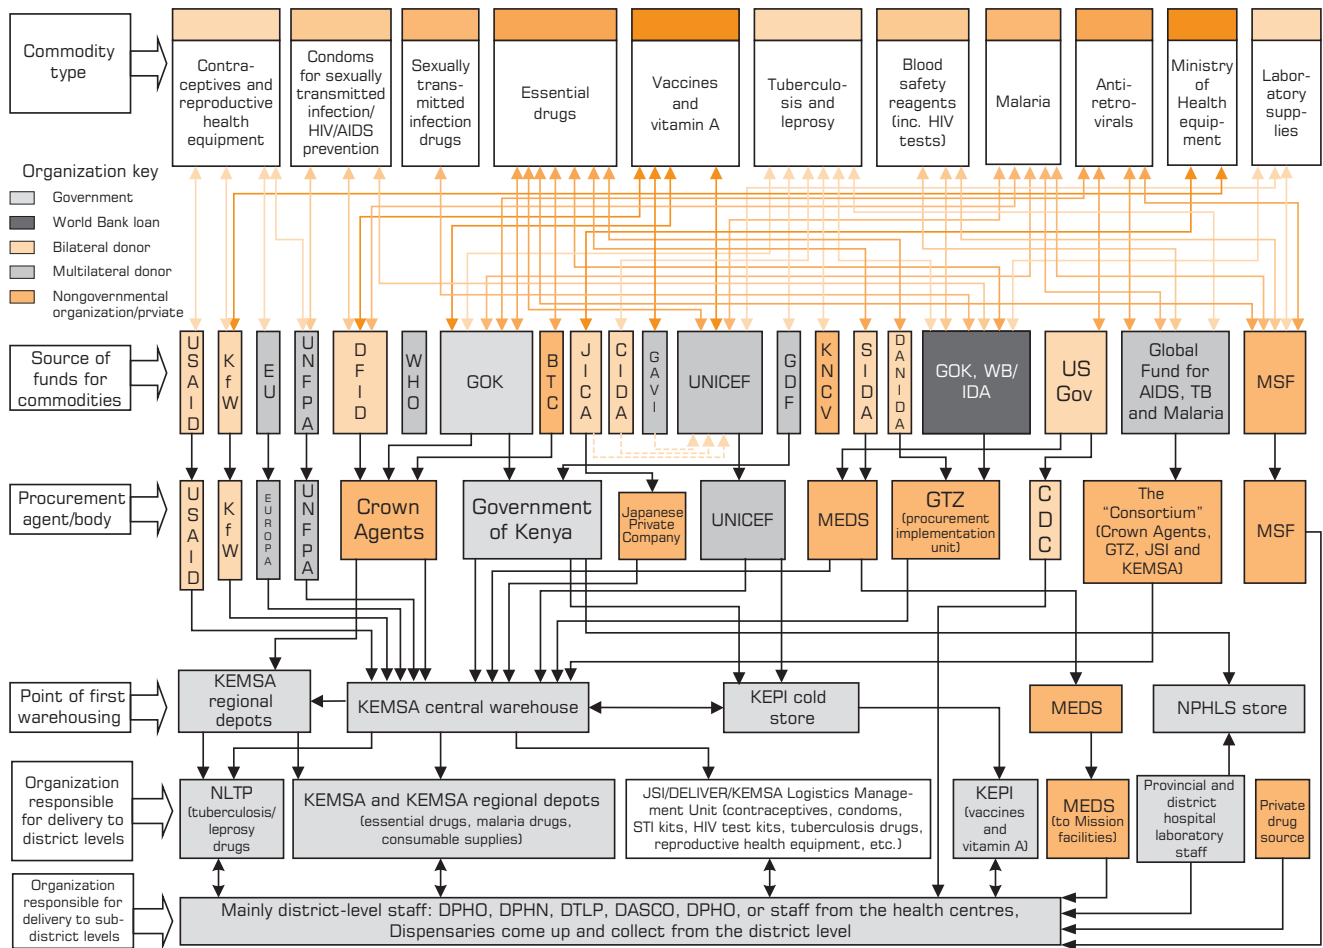 Commodity
type
Contra-
ceptives and
reproductive
health
equipment
Condoms
for sexually
transmitted
infection/
HIV/AIDS
prevention
Sexually
trans-
mitted
infection
drugs
Essential
drugs
Vaccines
and
vitamin A
Tuberculo-
sis and
leprosy
Blood
safety
reagents
(inc. HIV
tests)
Malaria
Anti-
retro-
virals
Ministry
of
Health
equip-
ment
Labor-
atory
supp-
lies
Organization key
Government
World Bank loan
Bilateral donor
Multilateral donor
Nongovernmental
organization/prviate
Source of
funds for
commodities
USAID
KfW
EU
UNFPA
DFID
WHO
GOK
BTC
JICA
CIDA
GAVI
UNICEF
GDF
KNCV
SIDA
DANIDA
GOK, WB/
IDA
US
Gov
Global
Fund for
AIDS, TB
and Malaria
MSF
Procurement
agent/body
USAID
KfW
EUROPA
UNFPA
Crown
Agents
Government
of Kenya
Japanese
Private
Company
UNICEF
MEDS
GTZ
(procurement
implementation
unit)
CDC
The
“Consortium”
(Crown Agents,
GTZ, JSI and
KEMSA)
MSF
Point of first
warehousing
KEMSA
regional
depots
KEMSA central warehouse
KEPI cold
store
MEDS
NPHLS store
Organization
responsible
for delivery to
district levels
NLTP
(tuberculosis/
leprosy
drugs
KEMSA and KEMSA regional depots
(essential drugs, malaria drugs,
consumable supplies)
JSI/DELIVER/KEMSA Logistics Manage-
ment Unit (contraceptives, condoms,
STI kits, HIV test kits, tuberculosis drugs,
reproductive health equipment, etc.)
KEPI
(vaccines
and
vitamin A)
MEDS
(to Mission
facilities)
Provincial and
district
hospital
laboratory
staff
Private
drug
source
Organization
responsible for
delivery to sub-
district levels
Mainly district-level staff: DPHO, DPHN, DTLP, DASCO, DPHO, or staff from the health centres,
Dispensaries come up and collect from the district level